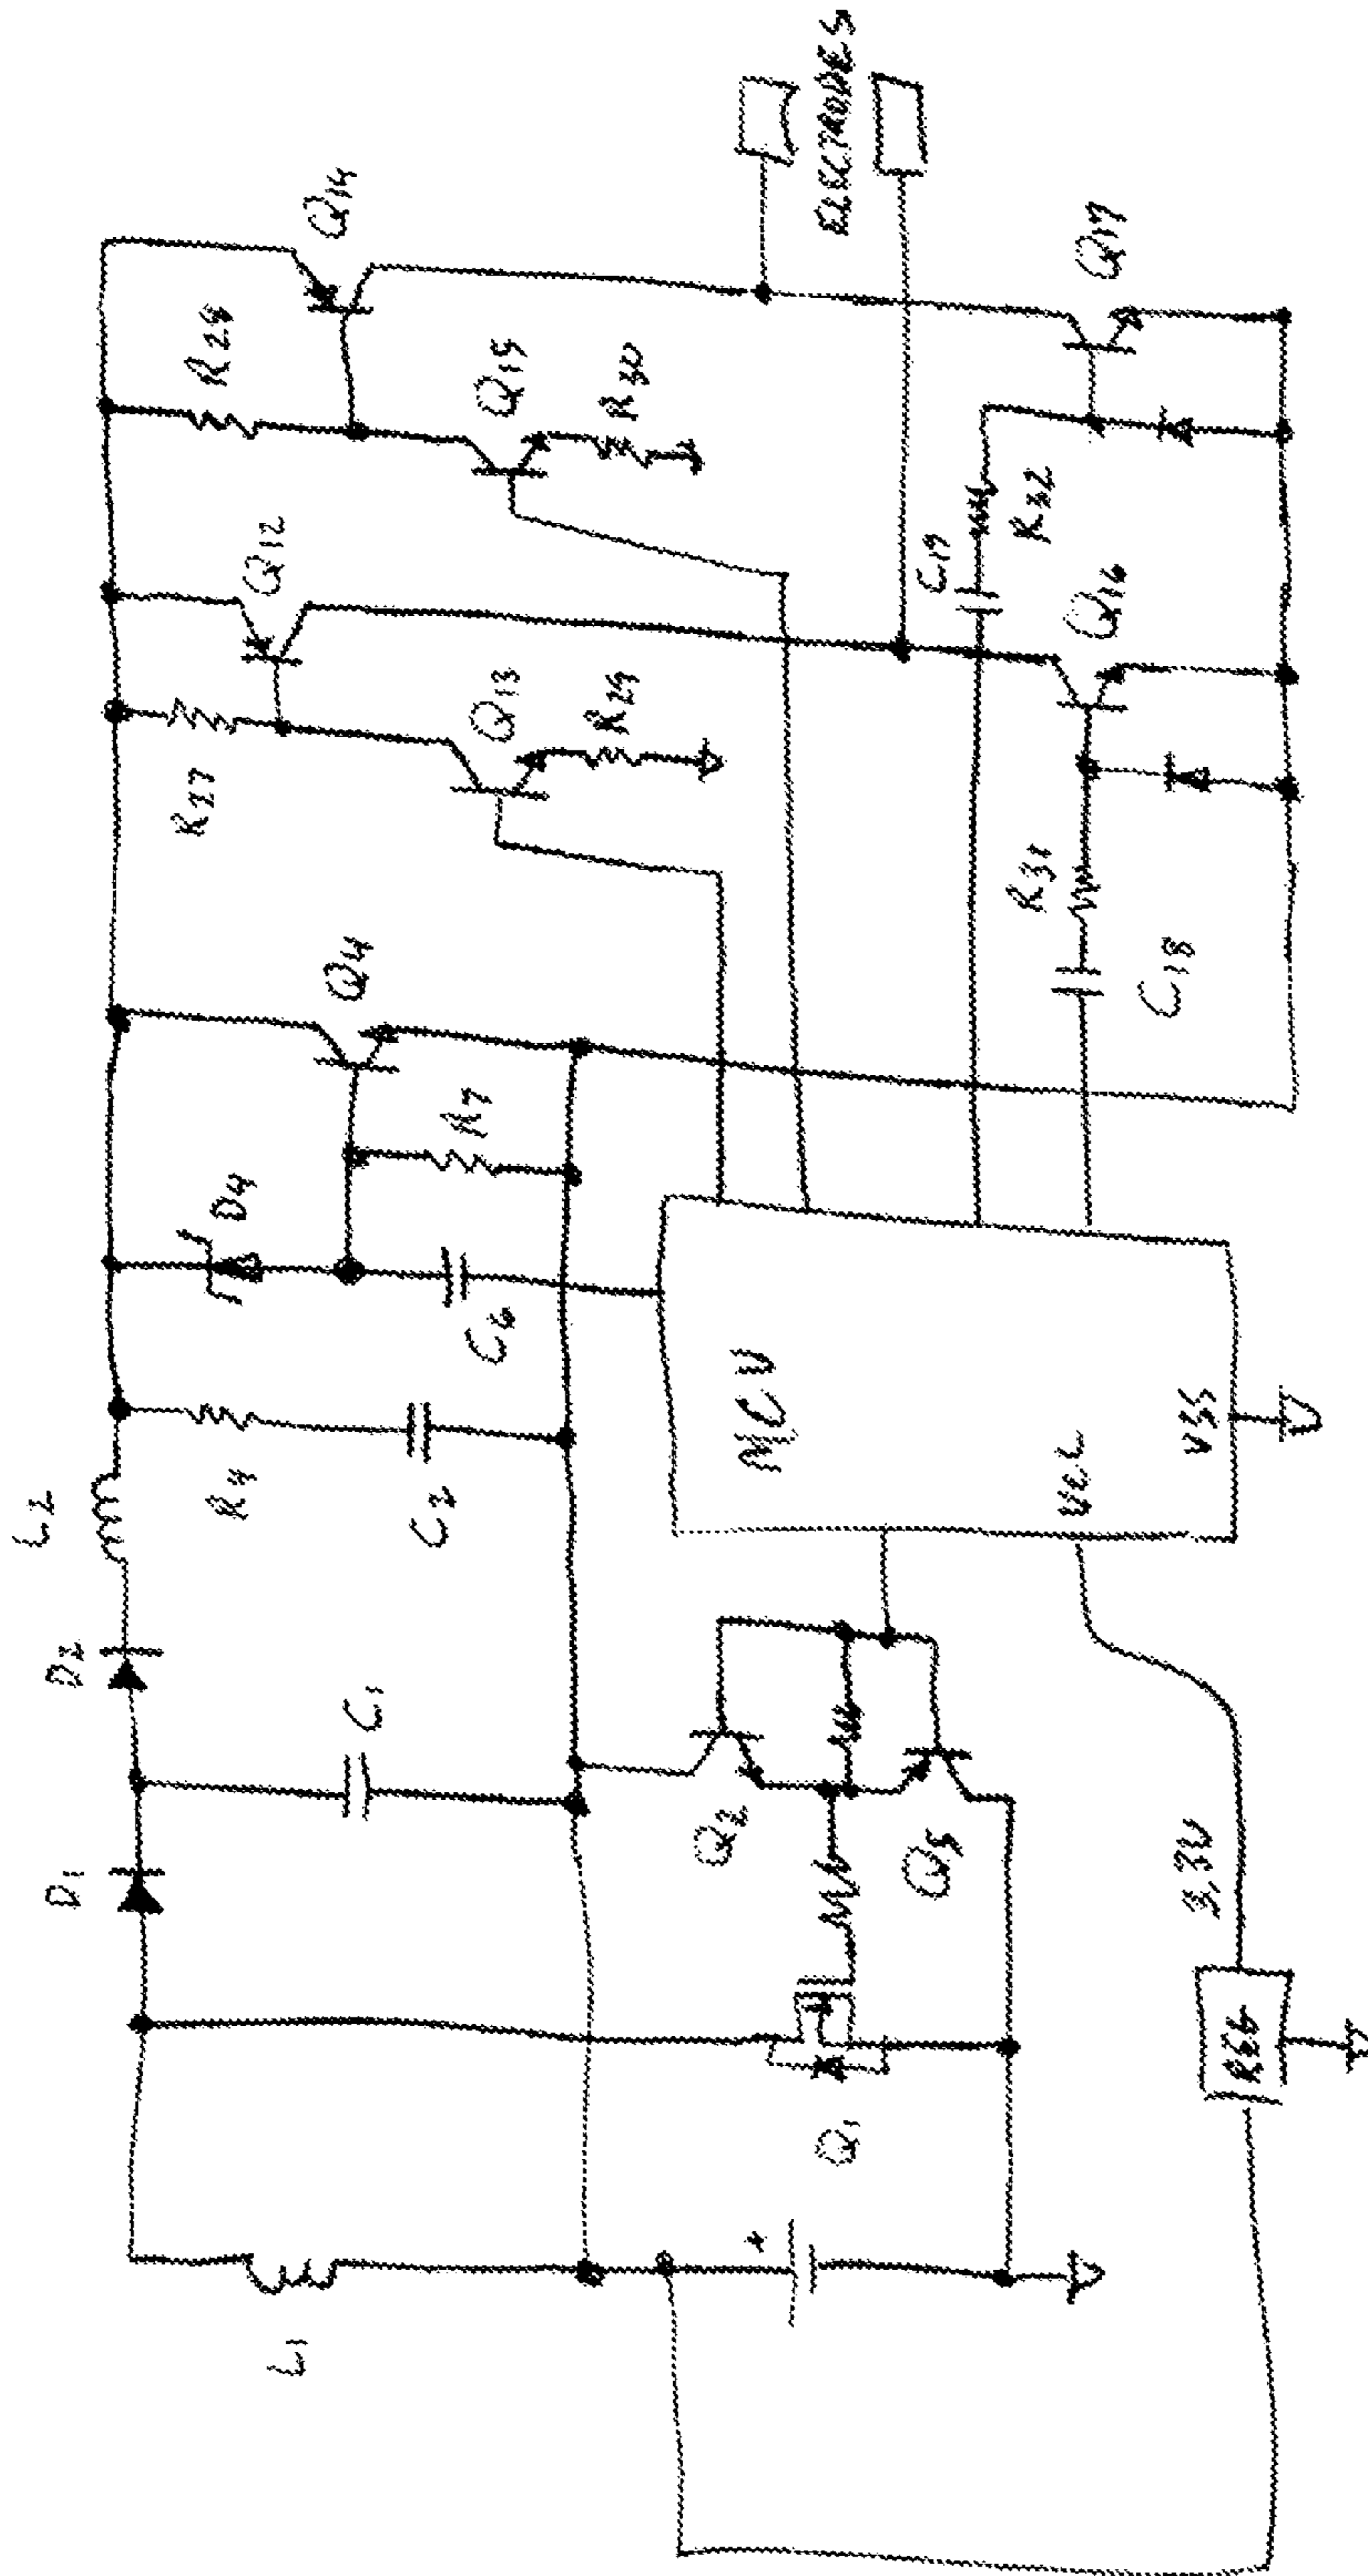 L1
D1
D2
L2
C1
R4
C2
D4
C6
R7
Q4
R27
Q12
Q13
R29
R28
Q14
Q15
R30
ELECTRODES
Q1
Q2
Q5
MCU
VCC
VSS
3.3V
REG
C18
R31
Q16
C19
R32
Q17
+